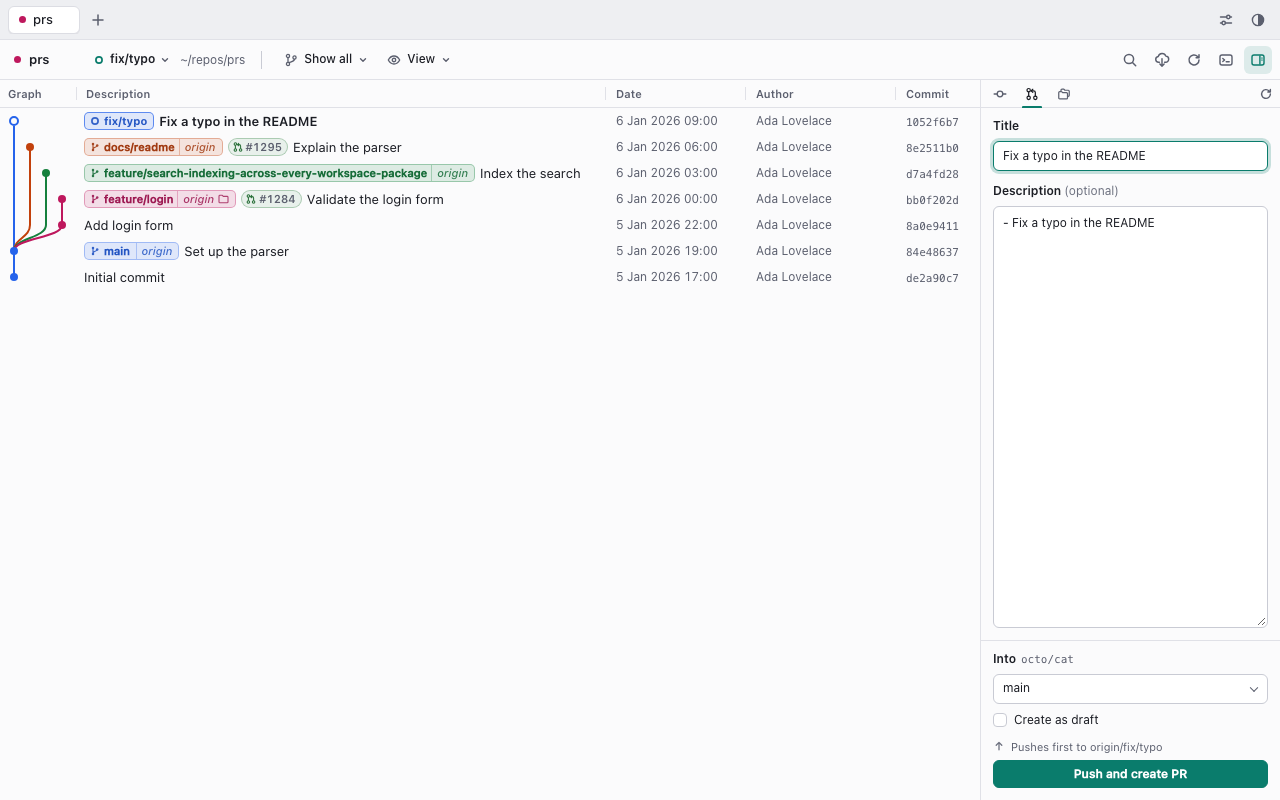 prs
prs fix/typo ~/repos/prs Show all View
Graph Description Date Author Commit
fix/typo Fix a typo in the README 6 Jan 2026 09:00 Ada Lovelace 1052f6b7
docs/readme origin #1295 Explain the parser 6 Jan 2026 06:00 Ada Lovelace 8e2511b0
feature/search-indexing-across-every-workspace-package origin Index the search 6 Jan 2026 03:00 Ada Lovelace d7a4fd28
feature/login origin #1284 Validate the login form 6 Jan 2026 00:00 Ada Lovelace bb0f202d
Add login form 5 Jan 2026 22:00 Ada Lovelace 8a0e9411
main origin Set up the parser 5 Jan 2026 19:00 Ada Lovelace 84e48637
Initial commit 5 Jan 2026 17:00 Ada Lovelace de2a90c7
Title
Fix a typo in the README
Description (optional)
- Fix a typo in the README
Into octo/cat
main
Create as draft
Pushes first to origin/fix/typo
Push and create PR